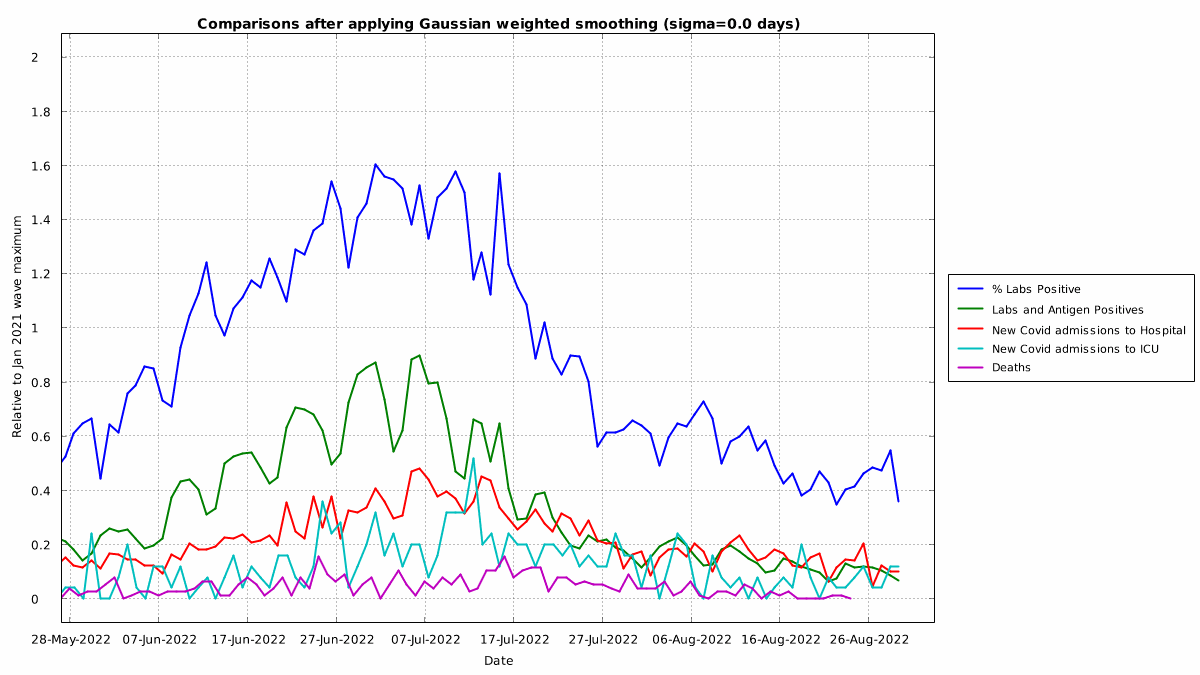 Comparisons after applying Gaussian weighted smoothing (sigma=0.0 days)
Relative to Jan 2021 wave maximum
2
1.8
1.6
1.4
1.2
1
0.8
0.6
0.4
0.2
0
28-May-2022 07-Jun-2022 17-Jun-2022 27-Jun-2022 07-Jul-2022 17-Jul-2022 27-Jul-2022 06-Aug-2022 16-Aug-2022 26-Aug-2022
Date
% Labs Positive
Labs and Antigen Positives
New Covid admissions to Hospital
New Covid admissions to ICU
Deaths